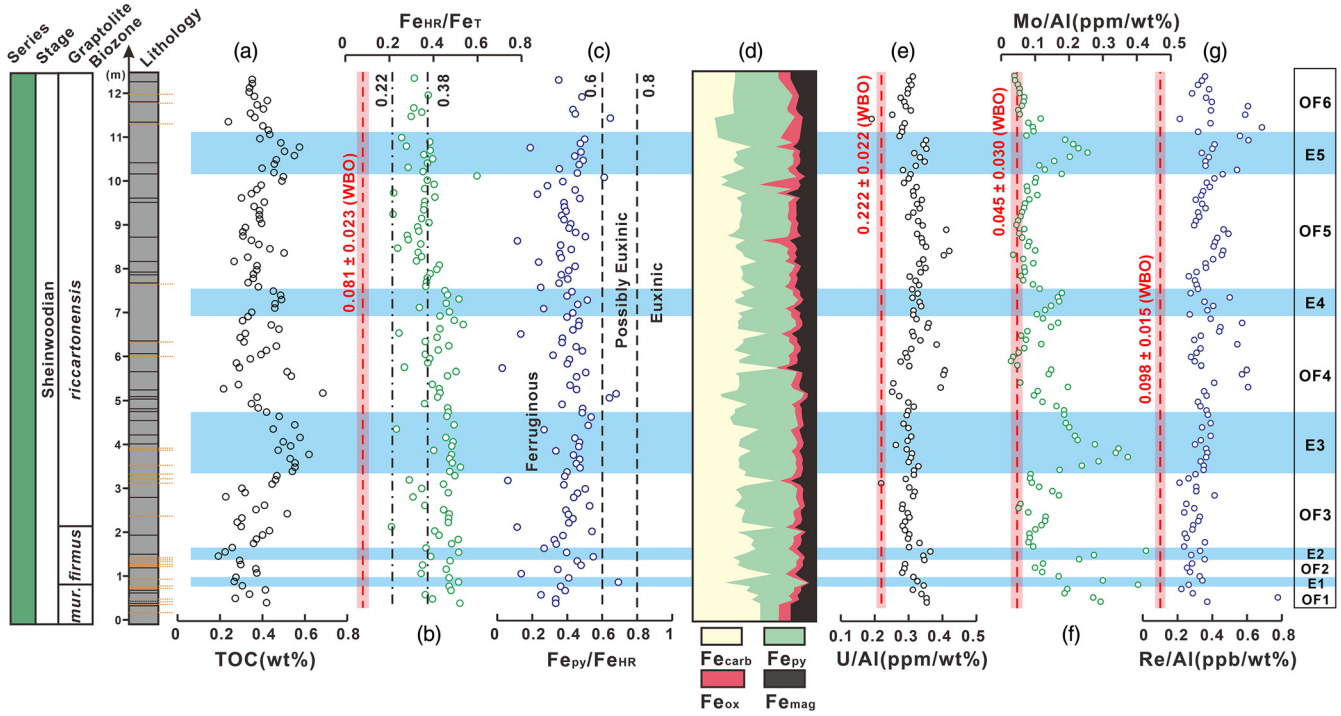 Series
Stage
Graptolite
Biozone
Lithology
(m)
12
11
10
9
8
7
6
5
4
3
2
1
0
Sheinwoodian
riccartonensis
firmus
mur.
(a)
0 0.2 0.4 0.6 0.8
TOC(wt%)
FeHR/FeT
0 0.4 0.8
0.22
0.38
0.081 ± 0.023 (WBO)
(b)
(c)
0.6
0.8
Ferruginous
Possibly Euxinic
Euxinic
0 0.2 0.4 0.6 0.8 1
Fepy/FeHR
(d)
Fecarb
Fepy
Feox
Femag
(e)
0.222 ± 0.022 (WBO)
0.1 0.2 0.3 0.4 0.5
U/Al(ppm/wt%)
Mo/Al(ppm/wt%)
0 0.1 0.2 0.3 0.4 0.5
0.045 ± 0.030 (WBO)
(f)
(g)
0.098 ± 0.015 (WBO)
0 0.2 0.4 0.6 0.8
Re/Al(ppb/wt%)
OF6
E5
OF5
E4
OF4
E3
OF3
E2
OF2
E1
OF1